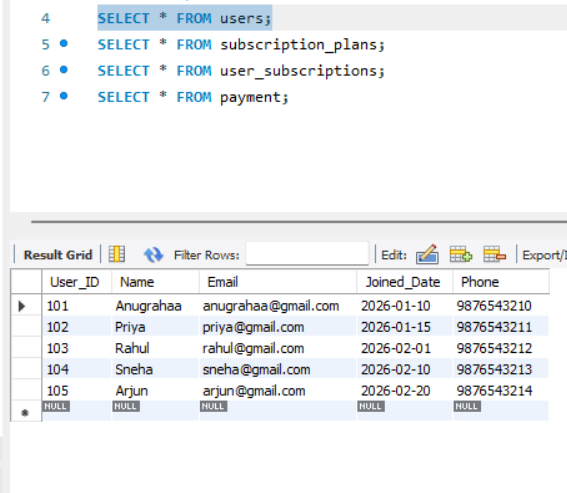 4 SELECT * FROM users;
5 SELECT * FROM subscription_plans;
6 SELECT * FROM user_subscriptions;
7 SELECT * FROM payment;
Result Grid Filter Rows: Edit: Export/I
User_ID Name Email Joined_Date Phone
101 Anugrahaa anugrahaa@gmail.com 2026-01-10 9876543210
102 Priya priya@gmail.com 2026-01-15 9876543211
103 Rahul rahul@gmail.com 2026-02-01 9876543212
104 Sneha sneha@gmail.com 2026-02-10 9876543213
105 Arjun arjun@gmail.com 2026-02-20 9876543214
NULL NULL NULL NULL NULL